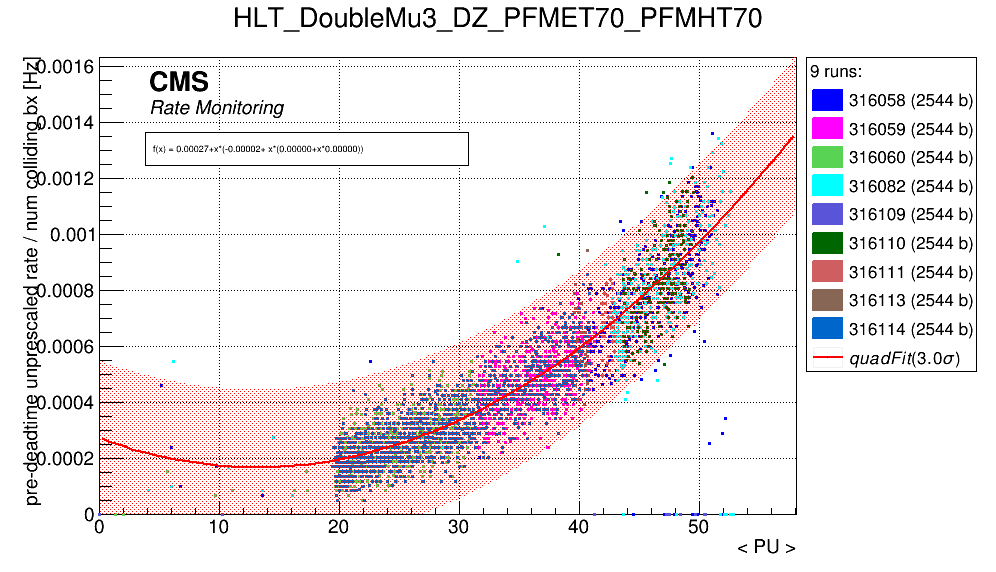 HLT_DoubleMu3_DZ_PFMET70_PFMHT70
pre-deadtime unprescaled rate / num colliding bx [Hz]
0.0016
0.0014
0.0012
0.001
0.0008
0.0006
0.0004
0.0002
0
CMS
Rate Monitoring
f(x) = 0.00027+x*(-0.00002+ x*(0.00000+x*0.00000))
0 10 20 30 40 50
< PU >
9 runs:
316058 (2544 b)
316059 (2544 b)
316060 (2544 b)
316082 (2544 b)
316109 (2544 b)
316110 (2544 b)
316111 (2544 b)
316113 (2544 b)
316114 (2544 b)
quadFit(3.0σ)